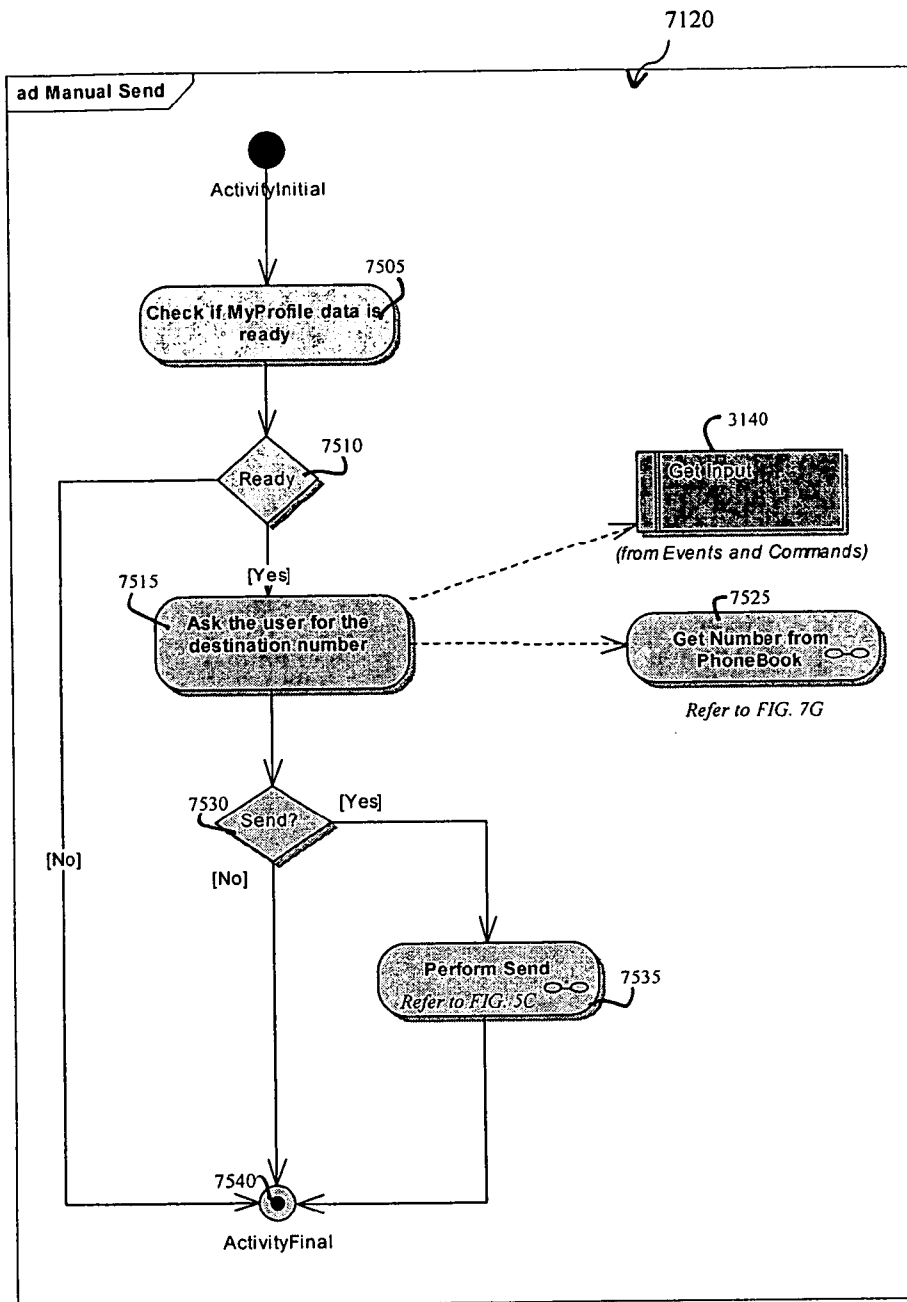 7120
ad Manual Send
ActivityInitial
7505
Check if MyProfile data is
ready
7510
Ready
3140
Get Input
(from Events and Commands)
[Yes]
7515
Ask the user for the
destination number
7525
Get Number from
PhoneBook
Refer to FIG. 7G
7530
Send?
[Yes]
[No]
[No]
Perform Send
Refer to FIG. 5C
7535
7540
ActivityFinal